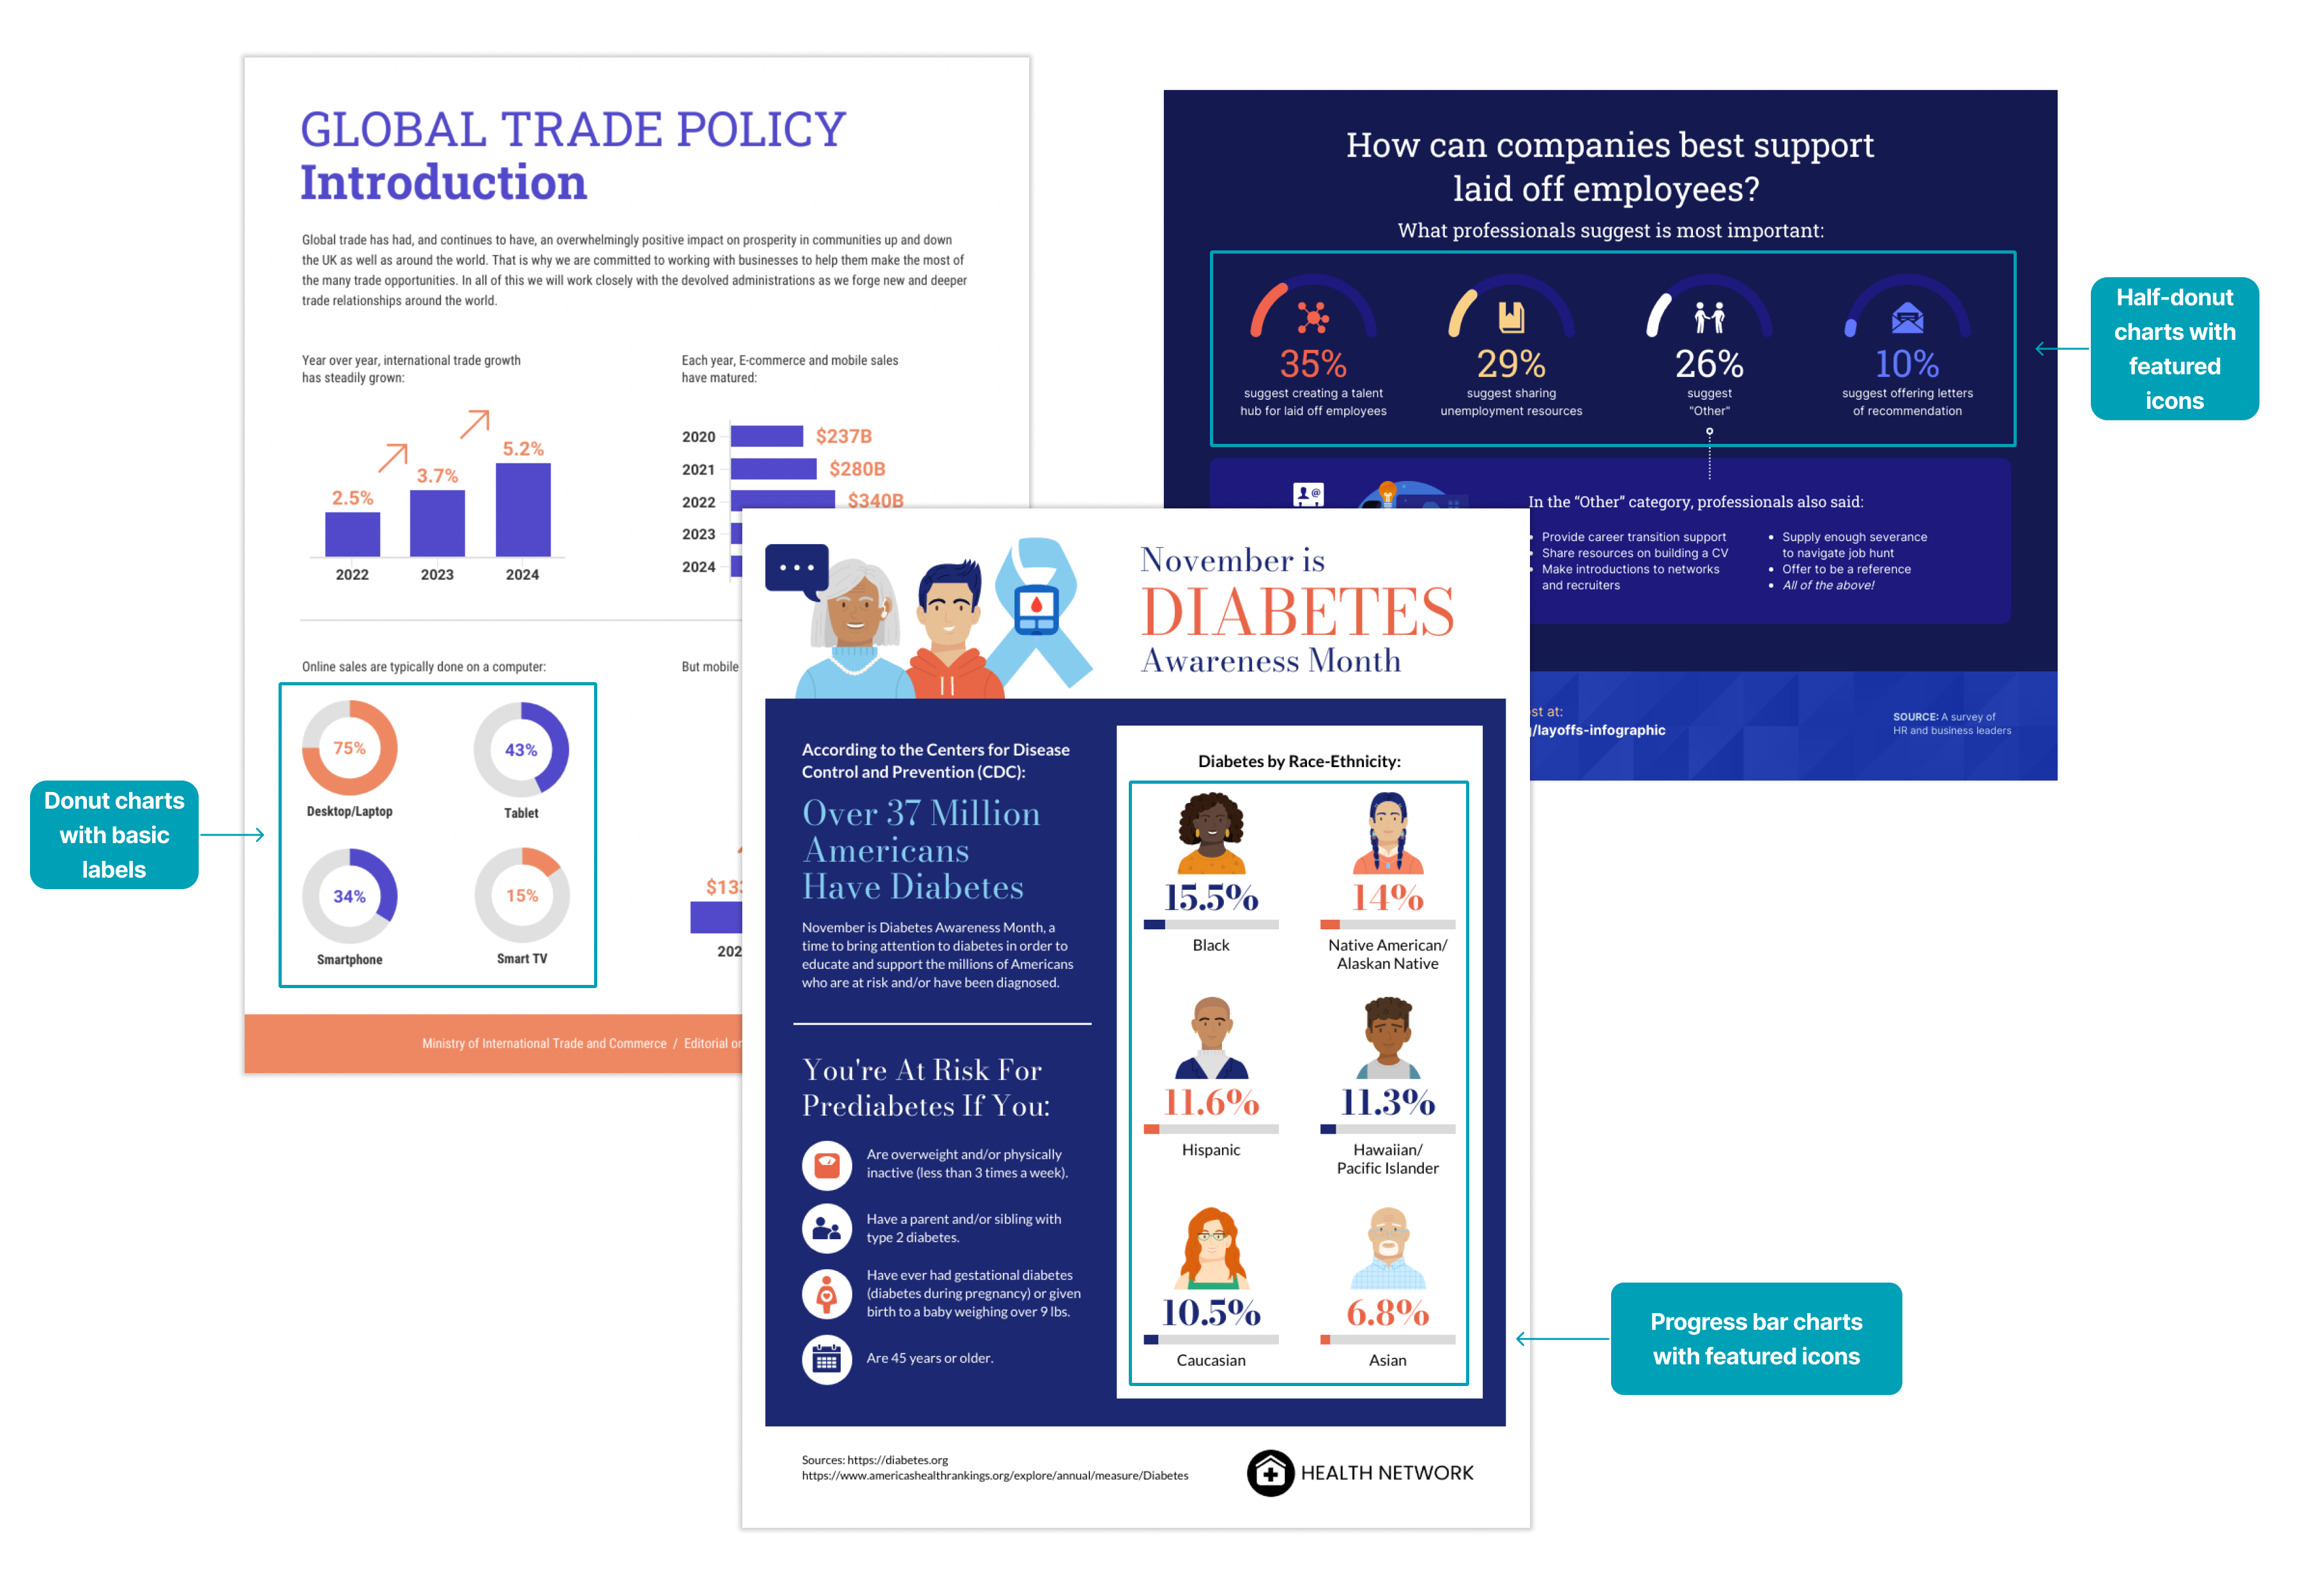 GLOBAL TRADE POLICY
Introduction
Global trade has had, and continues to have, an overwhelmingly positive impact on prosperity in communities up and down
the UK as well as around the world. That is why we are committed to working with businesses to help them make the most of
the many trade opportunities. In all of this we will work closely with the devolved administrations as we forge new and deeper
trade relationships around the world.
Year over year, international trade growth
has steadily grown:
2.5%
3.7%
5.2%
2022
2023
2024
Each year, E-commerce and mobile sales
have matured:
2020
$237B
2021
$280B
2022
$340B
2023
2024
Online sales are typically done on a computer:
75%
Desktop/Laptop
43%
Tablet
34%
Smartphone
15%
Smart TV
But mobile
Ministry of International Trade and Commerce / Editorial
Donut charts
with basic
labels
How can companies best support
laid off employees?
What professionals suggest is most important:
35%
suggest creating a talent
hub for laid off employees
29%
suggest sharing
unemployment resources
26%
suggest
"Other"
10%
suggest offering letters
of recommendation
In the “Other” category, professionals also said:
• Provide career transition support
• Share resources on building a CV
• Make introductions to networks
and recruiters
• Supply enough severance
to navigate job hunt
• Offer to be a reference
• All of the above!
at:
/layoffs-infographic
SOURCE: A survey of
HR and business leaders
Half-donut
charts with
featured
icons
November is
DIABETES
Awareness Month
According to the Centers for Disease
Control and Prevention (CDC):
Over 37 Million
Americans
Have Diabetes
November is Diabetes Awareness Month, a
time to bring attention to diabetes in order to
educate and support the millions of Americans
who are at risk and/or have been diagnosed.
You're At Risk For
Prediabetes If You:
Are overweight and/or physically
inactive (less than 3 times a week).
Have a parent and/or sibling with
type 2 diabetes.
Have ever had gestational diabetes
(diabetes during pregnancy) or given
birth to a baby weighing over 9 lbs.
Are 45 years or older.
Diabetes by Race-Ethnicity:
15.5%
Black
14%
Native American/
Alaskan Native
11.6%
Hispanic
11.3%
Hawaiian/
Pacific Islander
10.5%
Caucasian
6.8%
Asian
Sources: https://diabetes.org
https://www.americashealthrankings.org/explore/annual/measure/Diabetes
HEALTH NETWORK
Progress bar charts
with featured icons